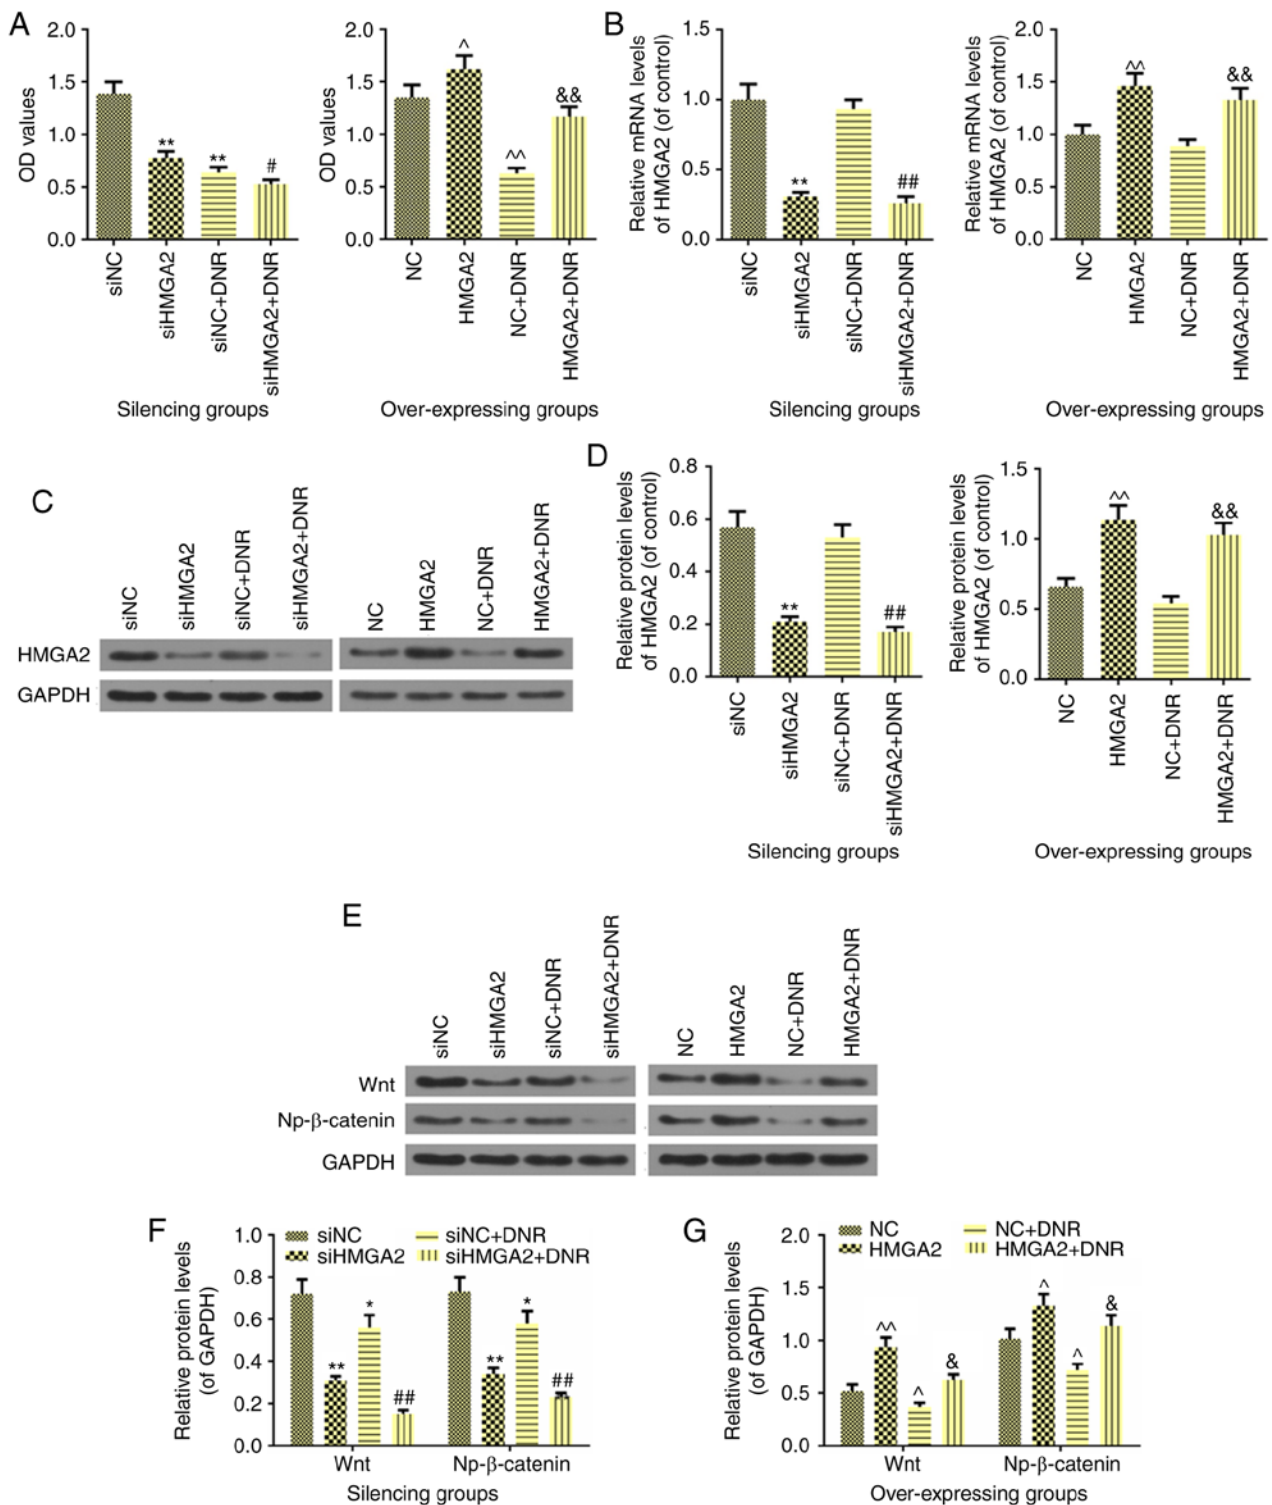 A
OD values
2.0
1.5
1.0
0.5
0.0
**
**
#
siNC
siHMGA2
siNC+DNR
siHMGA2+DNR
Silencing groups
OD values
2.0
1.5
1.0
0.5
0.0
^
^^
&&
NC
HMGA2
NC+DNR
HMGA2+DNR
Over-expressing groups
B
Relative mRNA levels
of HMGA2 (of control)
1.5
1.0
0.5
0.0
**
##
siNC
siHMGA2
siNC+DNR
siHMGA2+DNR
Silencing groups
Relative mRNA levels
of HMGA2 (of control)
2.0
1.5
1.0
0.5
0.0
^^
&&
NC
HMGA2
NC+DNR
HMGA2+DNR
Over-expressing groups
C
siNC
siHMGA2
siNC+DNR
siHMGA2+DNR
NC
HMGA2
NC+DNR
HMGA2+DNR
HMGA2
GAPDH
D
Relative protein levels
of HMGA2 (of control)
0.8
0.6
0.4
0.2
0.0
**
##
siNC
siHMGA2
siNC+DNR
siHMGA2+DNR
Silencing groups
Relative protein levels
of HMGA2 (of control)
1.5
1.0
0.5
0.0
^^
&&
NC
HMGA2
NC+DNR
HMGA2+DNR
Over-expressing groups
E
siNC
siHMGA2
siNC+DNR
siHMGA2+DNR
NC
HMGA2
NC+DNR
HMGA2+DNR
Wnt
Np-β-catenin
GAPDH
F
Relative protein levels
(of GAPDH)
1.0
0.8
0.6
0.4
0.2
0.0
siNC
siNC+DNR
siHMGA2
siHMGA2+DNR
**
*
##
**
*
##
Wnt
Np-β-catenin
Silencing groups
G
Relative protein levels
(of GAPDH)
2.0
1.5
1.0
0.5
0.0
NC
NC+DNR
HMGA2
HMGA2+DNR
^^
^
&
^
^
&
Wnt
Np-β-catenin
Over-expressing groups